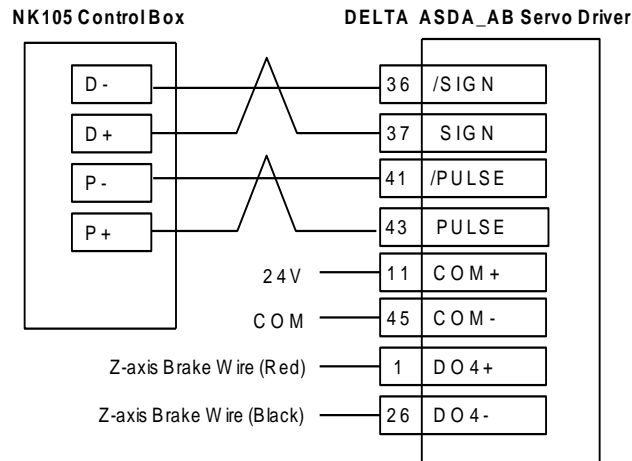 NK105 Control Box DELTA ASDA_AB Servo Driver
D - 36 /SIGN
D + 37 SIGN
P - 41 /PULSE
P + 43 PULSE
24V 11 COM+
COM 45 COM-
Z-axis Brake Wire (Red) 1 DO4+
Z-axis Brake Wire (Black) 26 DO4-